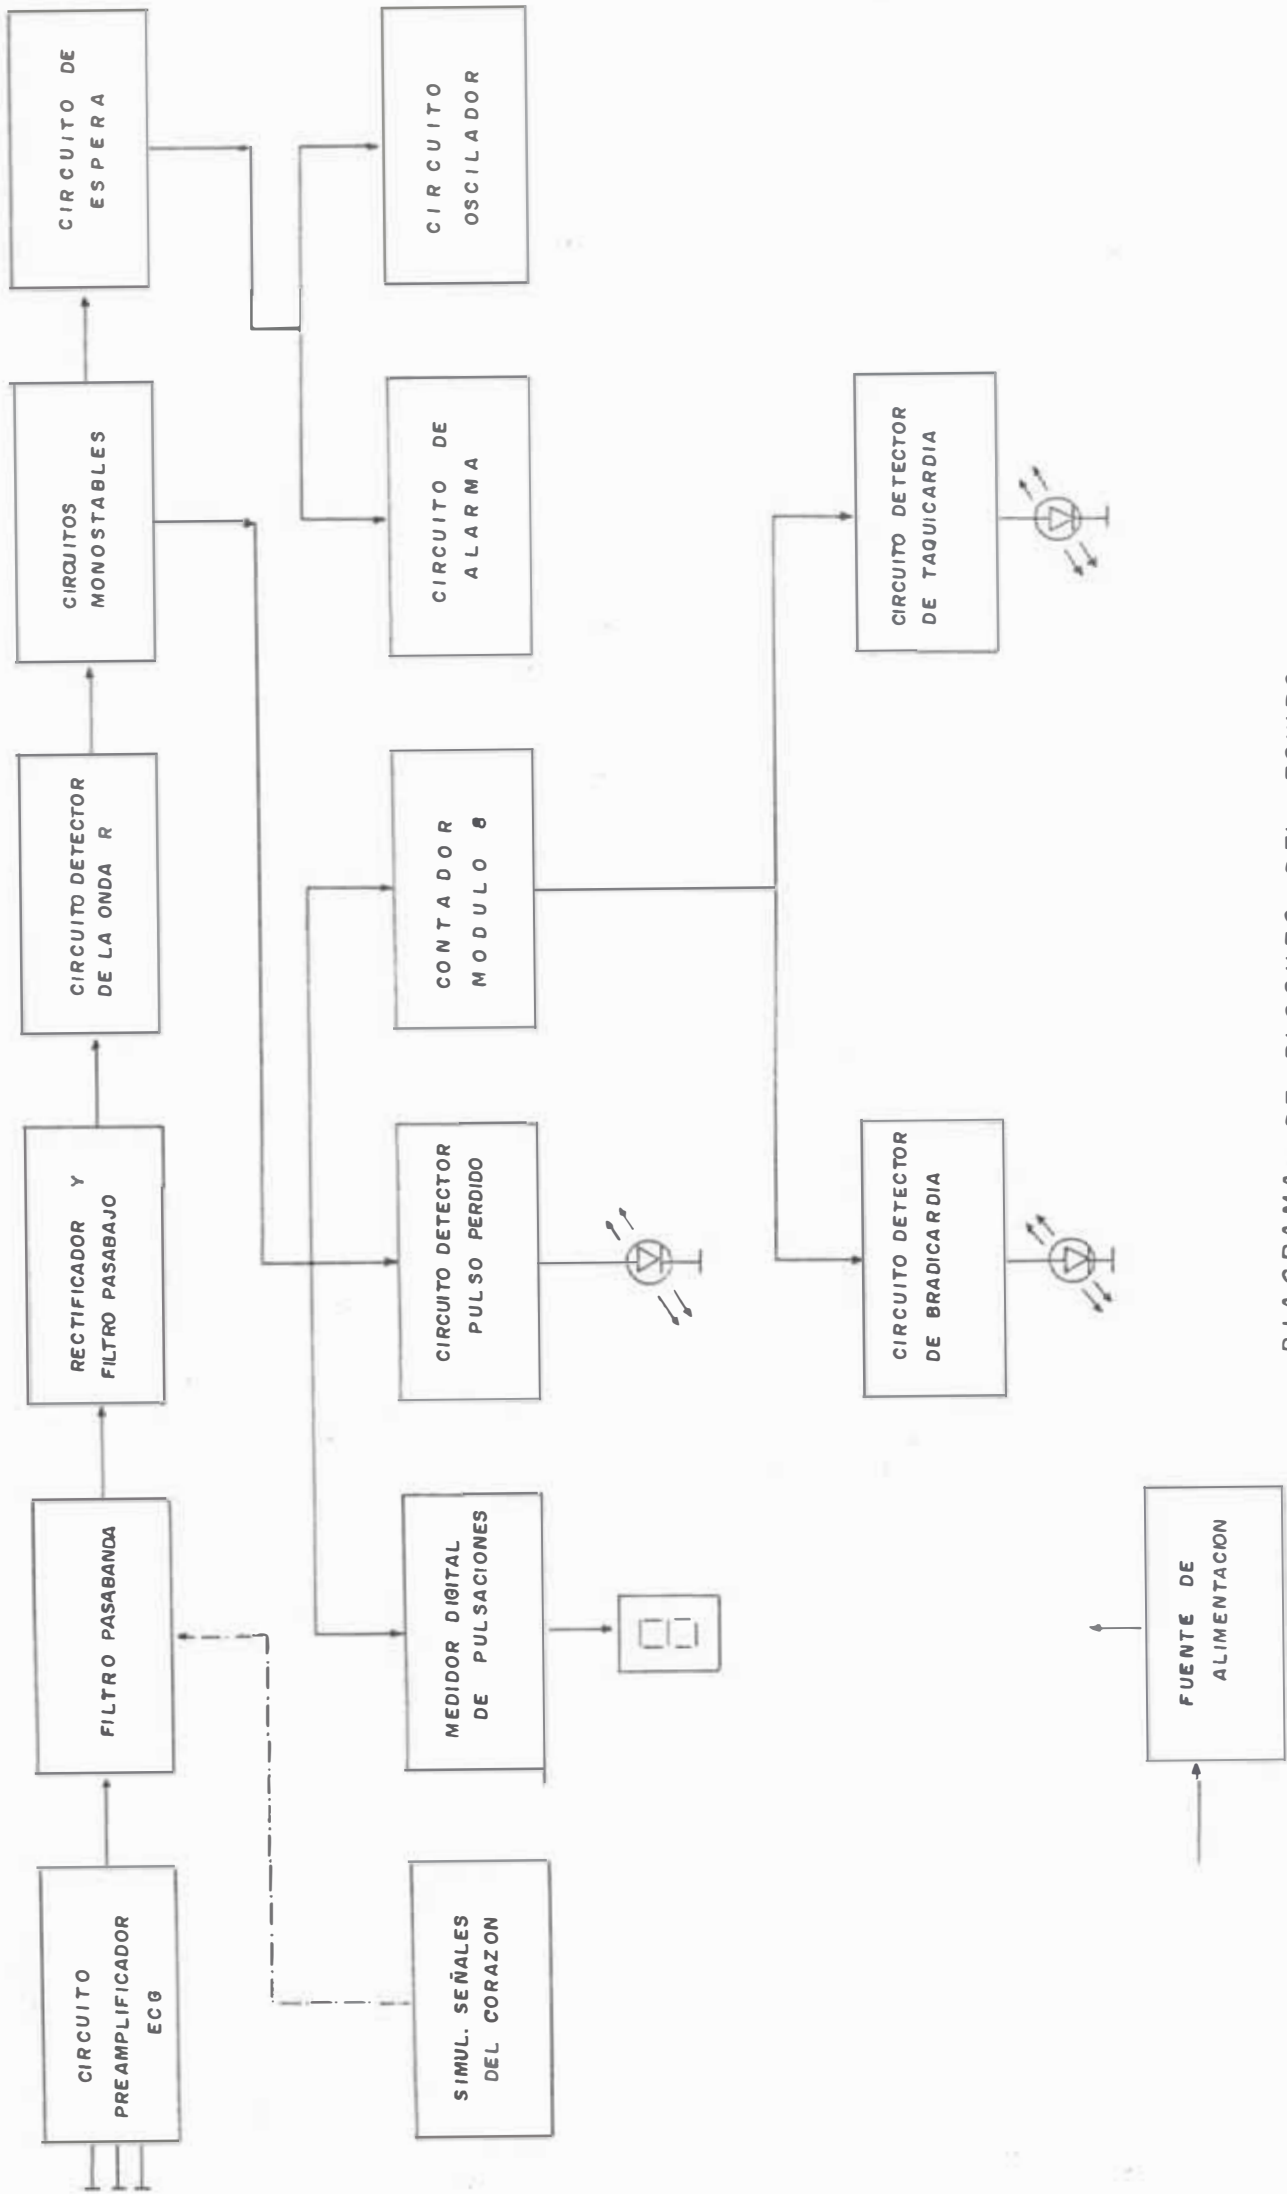 CIRCUITO
PREAMPLIFICADOR
ECG
FILTRO PASABANDA
RECTIFICADOR Y
FILTRO PASABAJO
CIRCUITO DETECTOR
DE LA ONDA R
CIRCUITOS
MONOSTABLES
CIRCUITO DE
ESPERA
SIMUL. SEÑALES
DEL CORAZON
MEDIDOR DIGITAL
DE PULSACIONES
CIRCUITO DETECTOR
PULSO PERDIDO
CONTADOR
MODULO 8
CIRCUITO DE
ALARMA
CIRCUITO
OSCILADOR
CIRCUITO DETECTOR
DE BRADICARDIA
CIRCUITO DETECTOR
DE TAQUICARDIA
FUENTE DE
ALIMENTACION